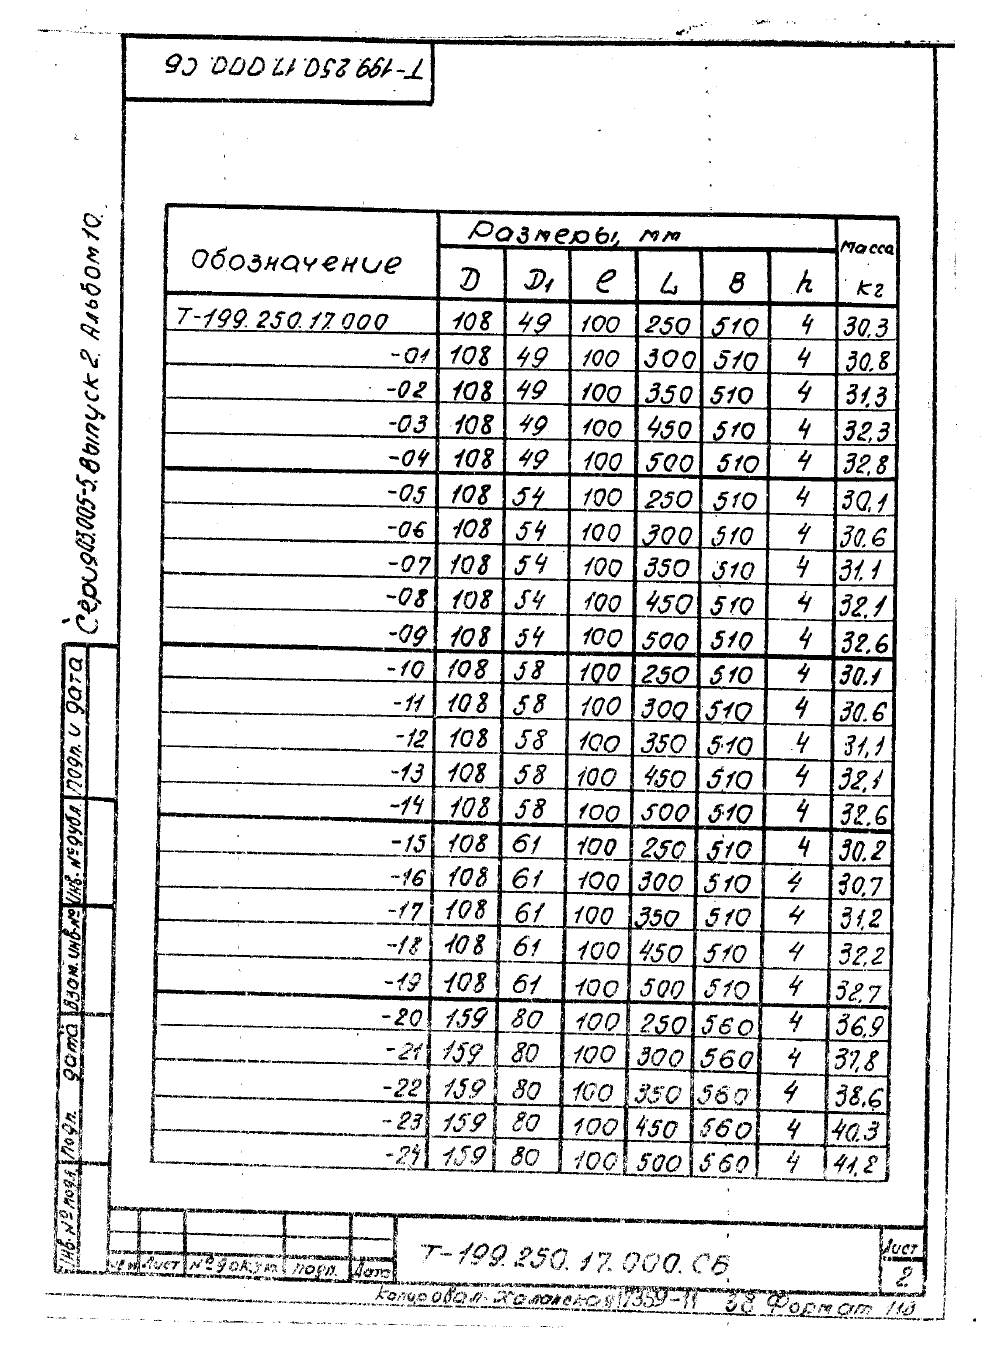 Т-199.250.17.000.СБ
Серия 3.005-5. Выпуск 2. Альбом 10.
Обозначение Размеры, мм Масса кг
D D1 ℓ L B h
Т-199.250.17.000 108 49 100 250 510 4 30.3
-01 108 49 100 300 510 4 30.8
-02 108 49 100 350 510 4 31.3
-03 108 49 100 450 510 4 32.3
-04 108 49 100 500 510 4 32.8
-05 108 54 100 250 510 4 30.1
-06 108 54 100 300 510 4 30.6
-07 108 54 100 350 510 4 31.1
-08 108 54 100 450 510 4 32.1
-09 108 54 100 500 510 4 32.6
-10 108 58 100 250 510 4 30.1
-11 108 58 100 300 510 4 30.6
-12 108 58 100 350 510 4 31.1
-13 108 58 100 450 510 4 32.1
-14 108 58 100 500 510 4 32.6
-15 108 61 100 250 510 4 30.2
-16 108 61 100 300 510 4 30.7
-17 108 61 100 350 510 4 31.2
-18 108 61 100 450 510 4 32.2
-19 108 61 100 500 510 4 32.7
-20 159 80 100 250 560 4 36.9
-21 159 80 100 300 560 4 37.8
-22 159 80 100 350 560 4 38.6
-23 159 80 100 450 560 4 40.3
-24 159 80 100 500 560 4 41.2
Инв. № подл. Подп. дата Взам. инв. № Инв. № дубл. Подп. и дата
Лист № докум. подп. Дата
Т-199.250.17.000.СБ
Лист
2
Копировал- 17359-11 38 Формат 11В